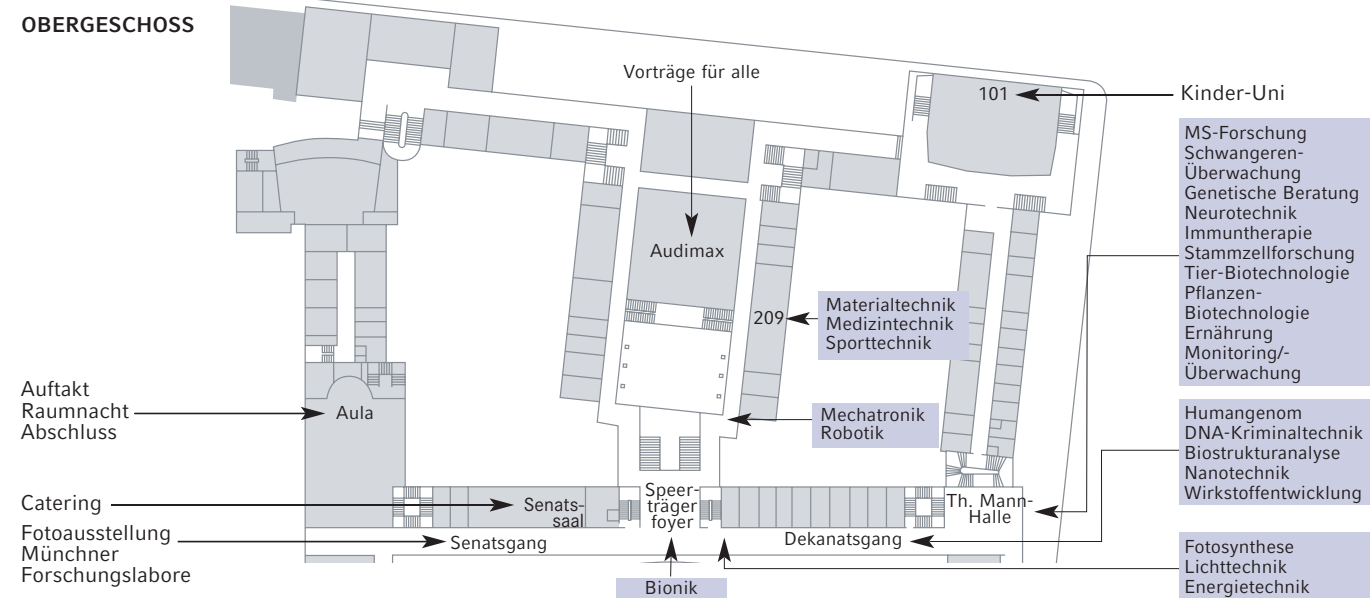 OBERGESCHOSS
Vorträge für alle
101
Kinder-Uni
MS-Forschung
Schwangeren-
Überwachung
Genetische Beratung
Neurotechnik
Immuntherapie
Stammzellforschung
Tier-Biotechnologie
Pflanzen-
Biotechnologie
Ernährung
Monitoring/-
Überwachung
Audimax
209
Materialtechnik
Medizintechnik
Sporttechnik
Auftakt
Raumnacht
Abschluss
Aula
Mechatronik
Robotik
Humangenom
DNA-Kriminaltechnik
Biostrukturanalyse
Nanotechnik
Wirkstoffentwicklung
Catering
Senats-
saal
Speer-
träger
foyer
Th. Mann-
Halle
Fotoausstellung
Münchner
Forschungslabore
Senatsgang
Dekanatsgang
Bionik
Fotosynthese
Lichttechnik
Energietechnik